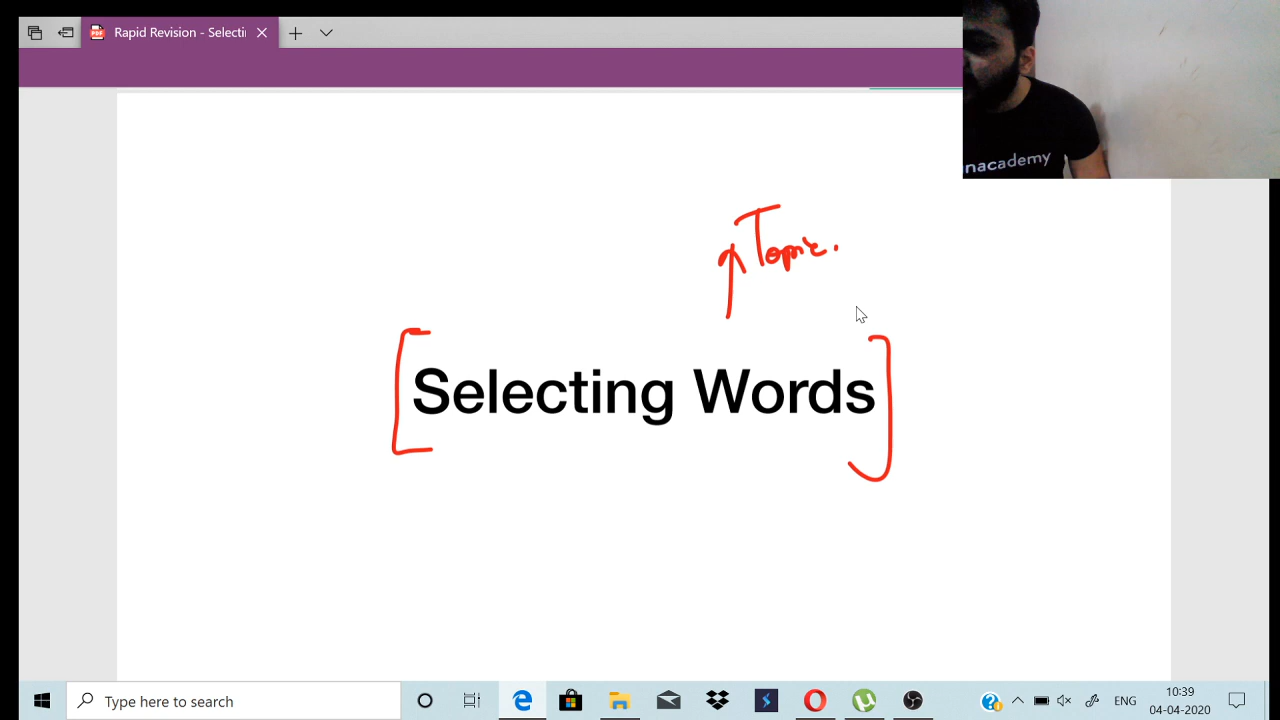 Rapid Revision - Selecti
nacademy
Topic.
Selecting Words
Type here to search
ENG
10:39
04-04-2020